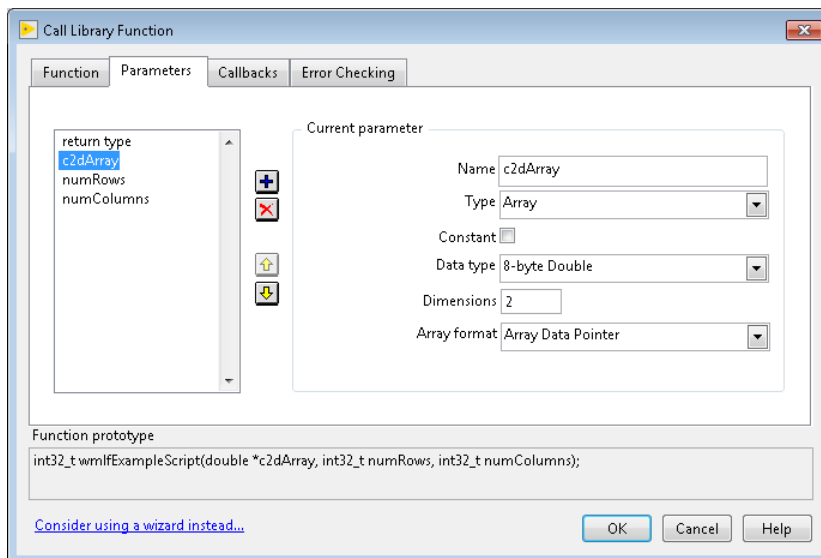 Call Library Function
Function Parameters Callbacks Error Checking
return type
c2dArray
numRows
numColumns
Current parameter
Name c2dArray
Type Array
Constant
Data type 8-byte Double
Dimensions 2
Array format Array Data Pointer
Function prototype
int32_t wmlfExampleScript(double *c2dArray, int32_t numRows, int32_t numColumns);
Consider using a wizard instead...
OK Cancel Help